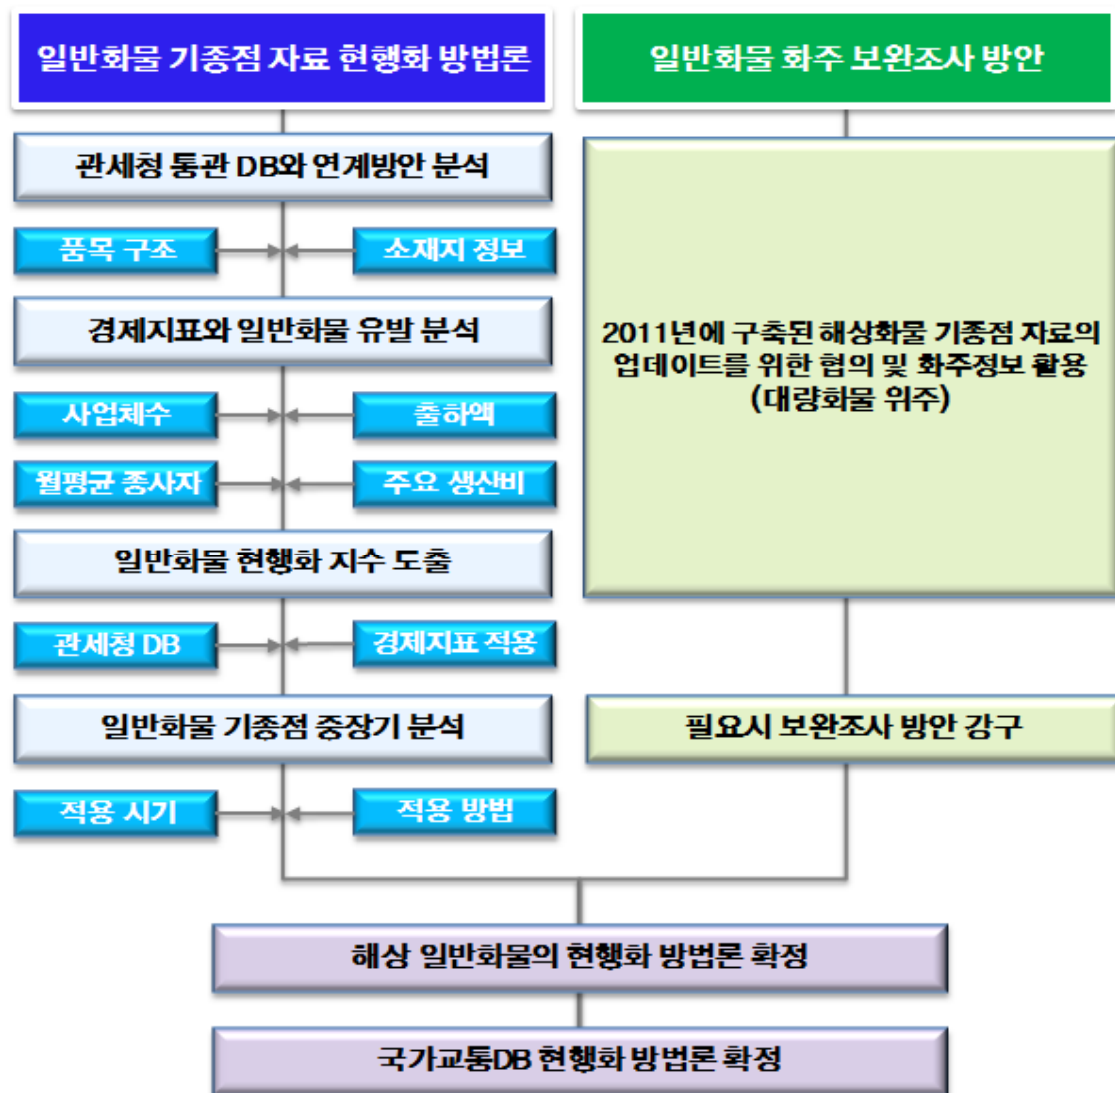 일반화물 기종점 자료 현행화 방법론
일반화물 화주 보완조사 방안
관세청 통관 DB와 연계방안 분석
품목 구조
소재지 정보
경제지표와 일반화물 유발 분석
사업체수
출하액
월평균 종사자
주요 생산비
일반화물 현행화 지수 도출
관세청 DB
경제지표 적용
일반화물 기종점 중장기 분석
적용 시기
적용 방법
2011년에 구축된 해상화물 기종점 자료의
업데이트를 위한 협의 및 화주정보 활용
(대량화물 위주)
필요시 보완조사 방안 강구
해상 일반화물의 현행화 방법론 확정
국가교통DB 현행화 방법론 확정